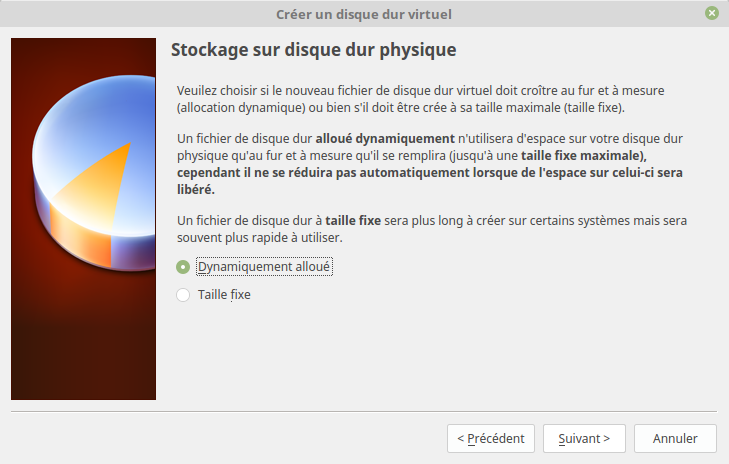 Créer un disque dur virtuel
Stockage sur disque dur physique
Veuilez choisir si le nouveau fichier de disque dur virtuel doit croître au fur et à mesure
(allocation dynamique) ou bien s'il doit être crée à sa taille maximale (taille fixe).
Un fichier de disque dur alloué dynamiquement n'utilisera d'espace sur votre disque dur
physique qu'au fur et à mesure qu'il se remplira (jusqu'à une taille fixe maximale),
cependant il ne se réduira pas automatiquement lorsque de l'espace sur celui-ci sera
libéré.
Un fichier de disque dur à taille fixe sera plus long à créer sur certains systèmes mais sera
souvent plus rapide à utiliser.
Dynamiquement alloué
Taille fixe
< Précédent Suivant > Annuler